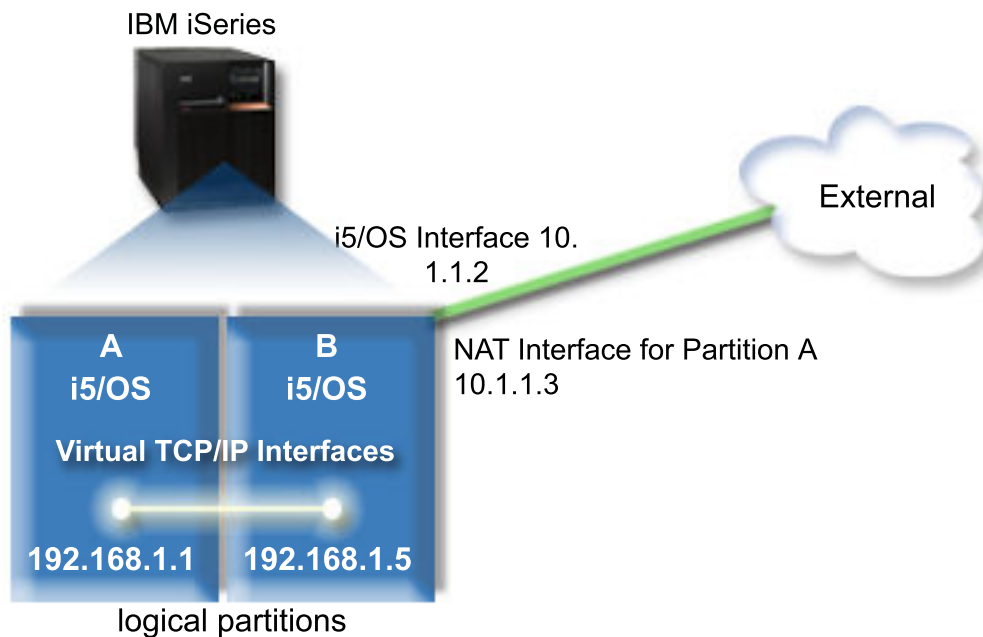 IBM iSeries
External
i5/OS Interface 10.
1.1.2
A
i5/OS
B
i5/OS
NAT Interface for Partition A
10.1.1.3
Virtual TCP/IP Interfaces
192.168.1.1
192.168.1.5
logical partitions